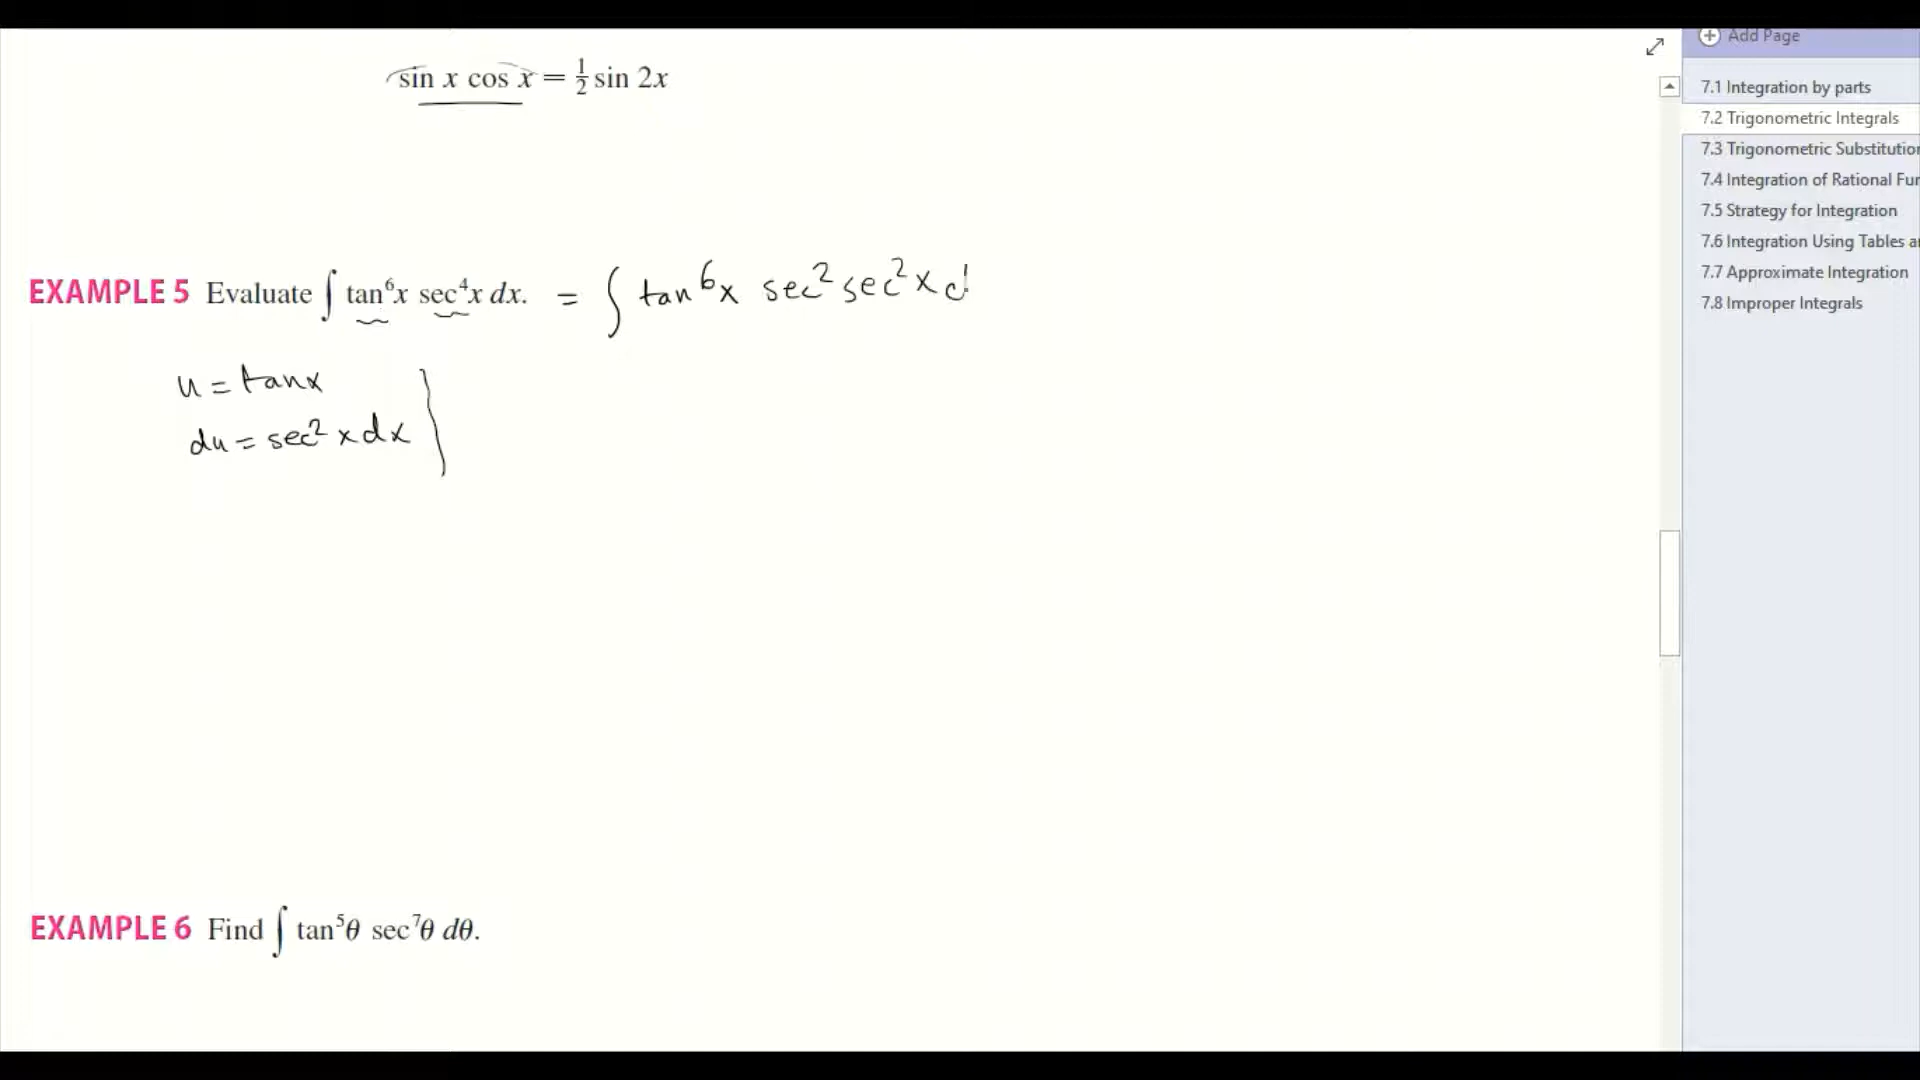 sin x cos x = 1/2 sin 2x
EXAMPLE 5 Evaluate ∫ tan⁶x sec⁴x dx. = ∫ tan⁶x sec² sec²x d
u = tanx
du = sec² x dx
EXAMPLE 6 Find ∫ tan⁵θ sec⁷θ dθ.
Add Page
7.1 Integration by parts
7.2 Trigonometric Integrals
7.3 Trigonometric Substitution
7.4 Integration of Rational Fur
7.5 Strategy for Integration
7.6 Integration Using Tables a
7.7 Approximate Integration
7.8 Improper Integrals